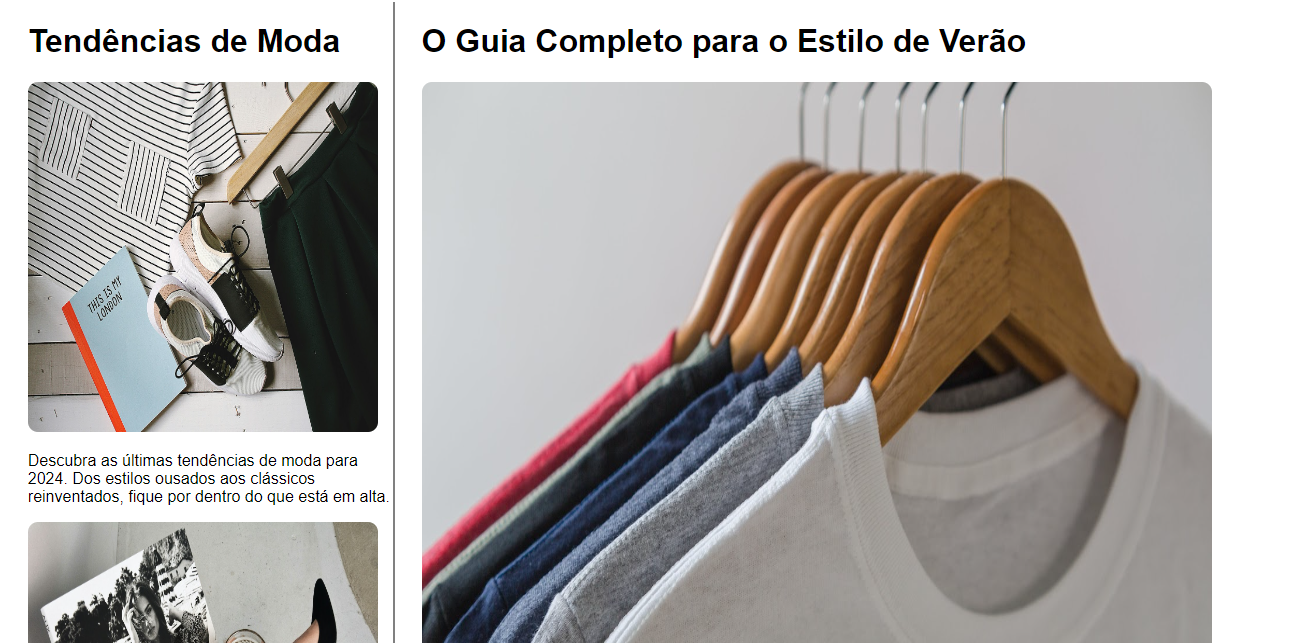 Tendências de Moda
THIS IS MY
LONDON
Descubra as últimas tendências de moda para
2024. Dos estilos ousados aos clássicos
reinventados, fique por dentro do que está em alta.
O Guia Completo para o Estilo de Verão